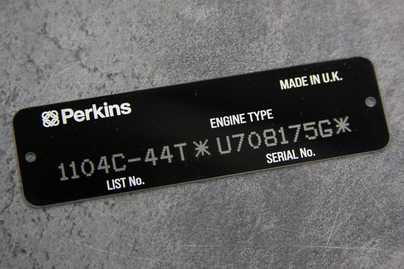 Perkins
MADE IN U.K.
ENGINE TYPE
1104C-44T*U708175G*
LIST No.
SERIAL No.